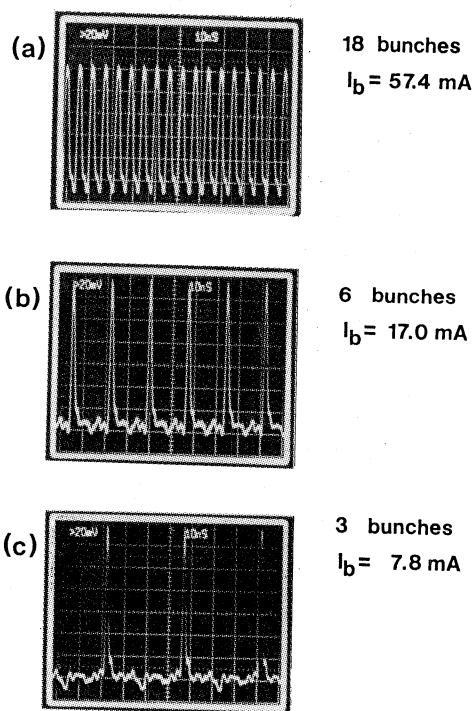 (a)
>20mV 10nS
18 bunches
Ib = 57.4 mA
(b)
>20mV 10nS
6 bunches
Ib = 17.0 mA
(c)
>20mV 10nS
3 bunches
Ib = 7.8 mA